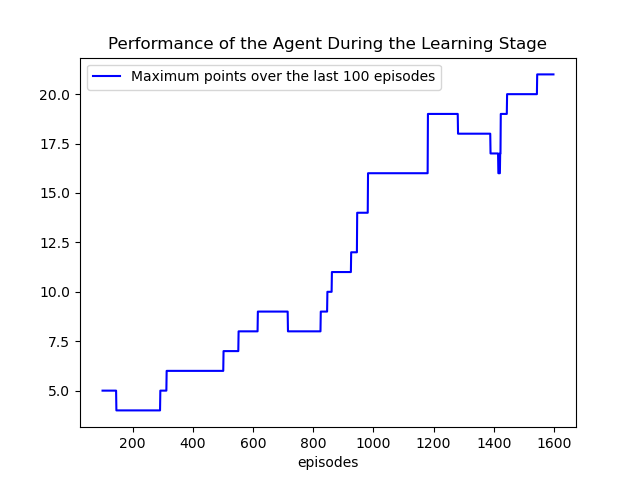 Performance of the Agent During the Learning Stage
Maximum points over the last 100 episodes
20.0
17.5
15.0
12.5
10.0
7.5
5.0
200 400 600 800 1000 1200 1400 1600
episodes